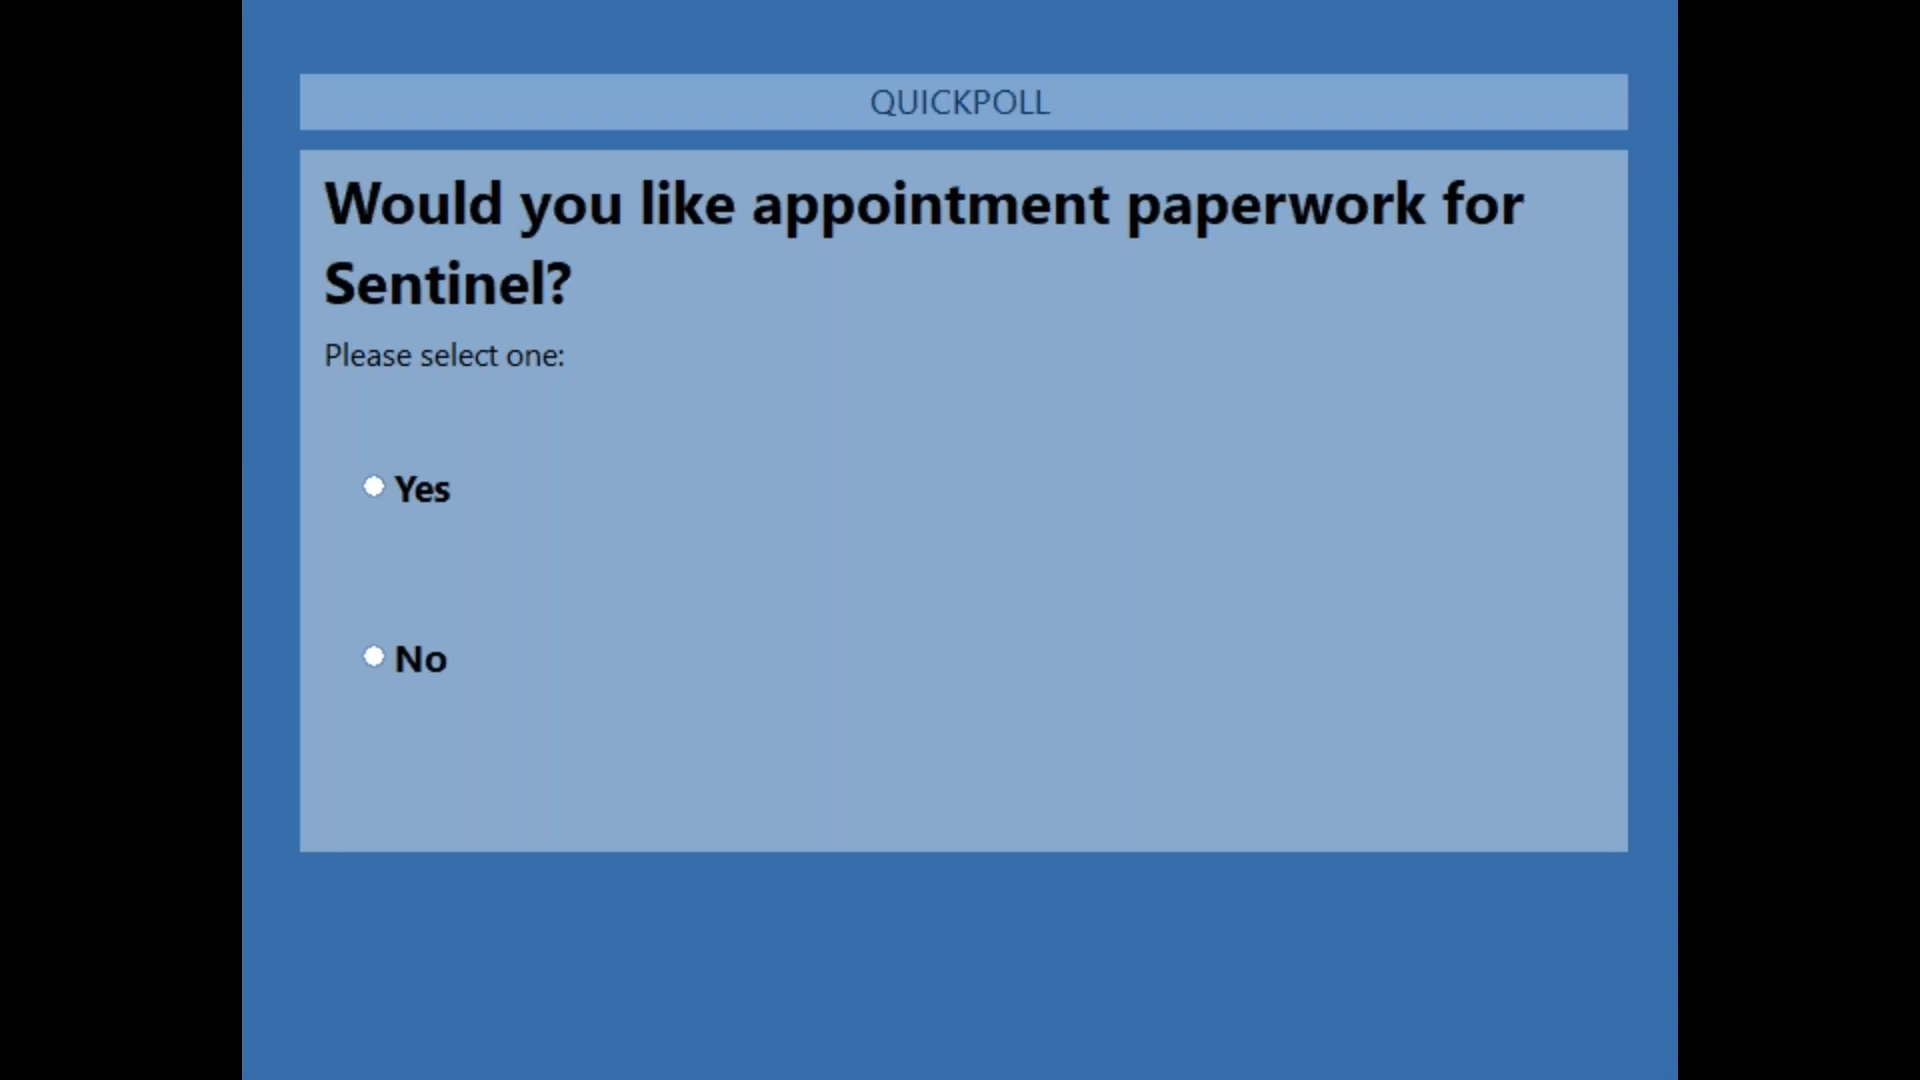 QUICKPOLL
Would you like appointment paperwork for
Sentinel?
Please select one:
Yes
No